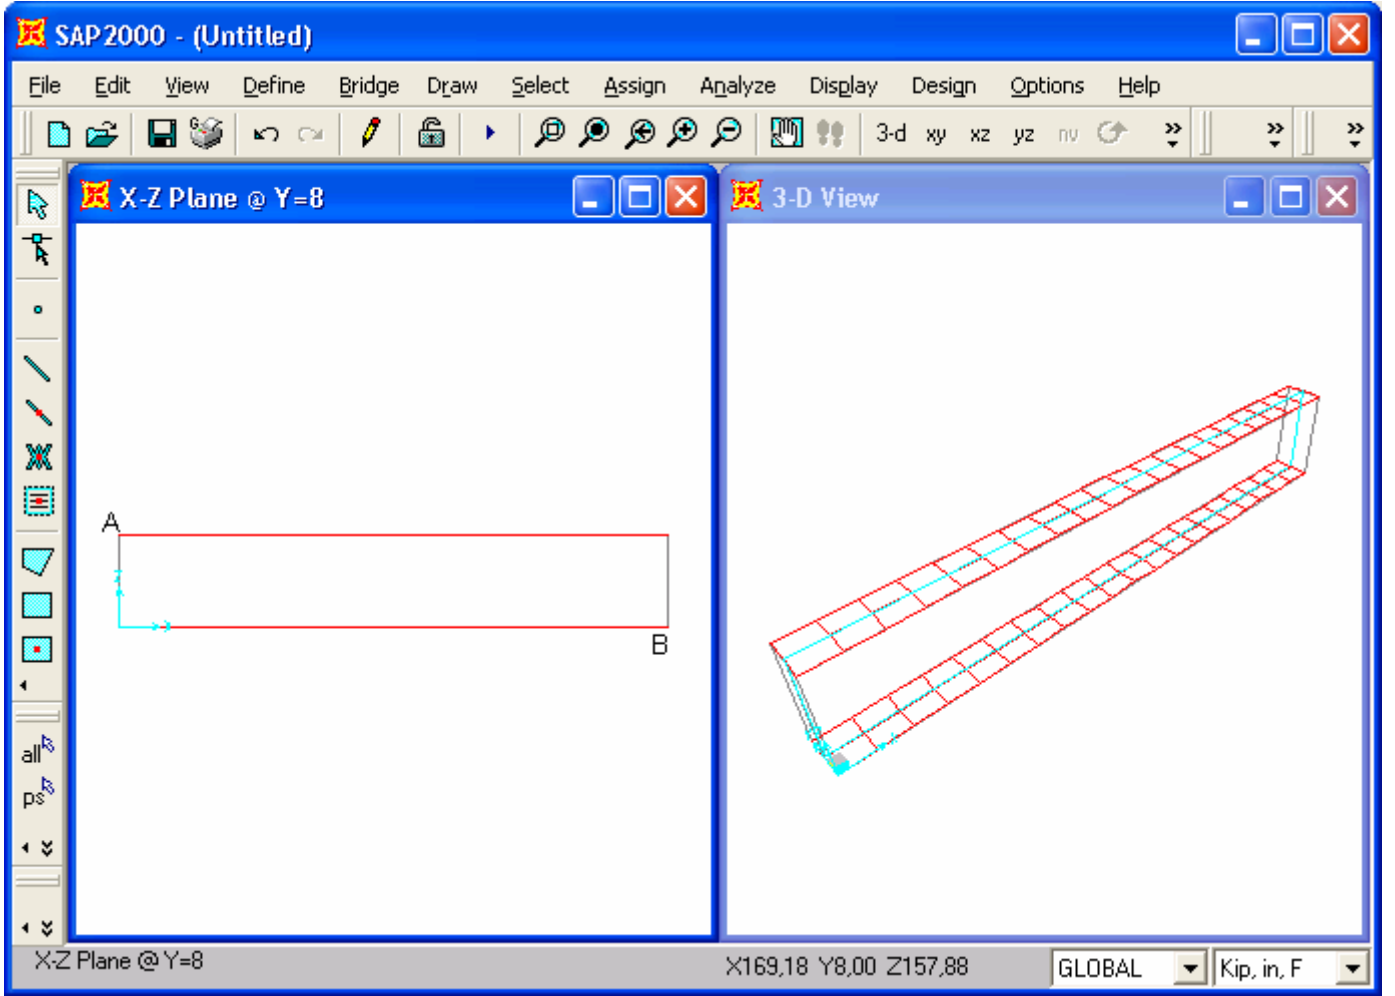 SAP2000 - (Untitled)
File Edit View Define Bridge Draw Select Assign Analyze Display Design Options Help
3-d xy xz yz nv
X-Z Plane @ Y=8
3-D View
A
Z
X
B
X
all
ps
X-Z Plane @ Y=8
X169,18 Y8,00 Z157,88
GLOBAL
Kip, in, F